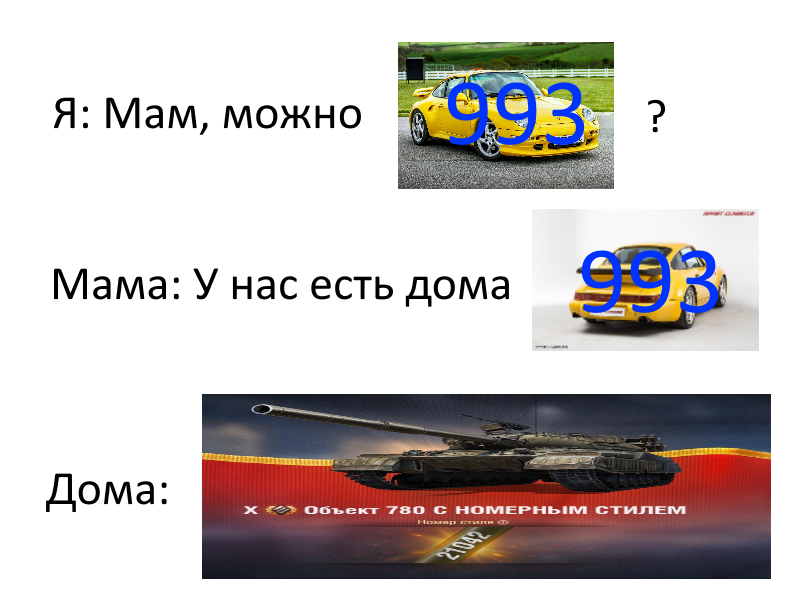 Я: Мам, можно 993 ?
Мама: У нас есть дома 993
Дома:
X Объект 780 С НОМЕРНЫМ СТИЛЕМ
Номер стиля
21042